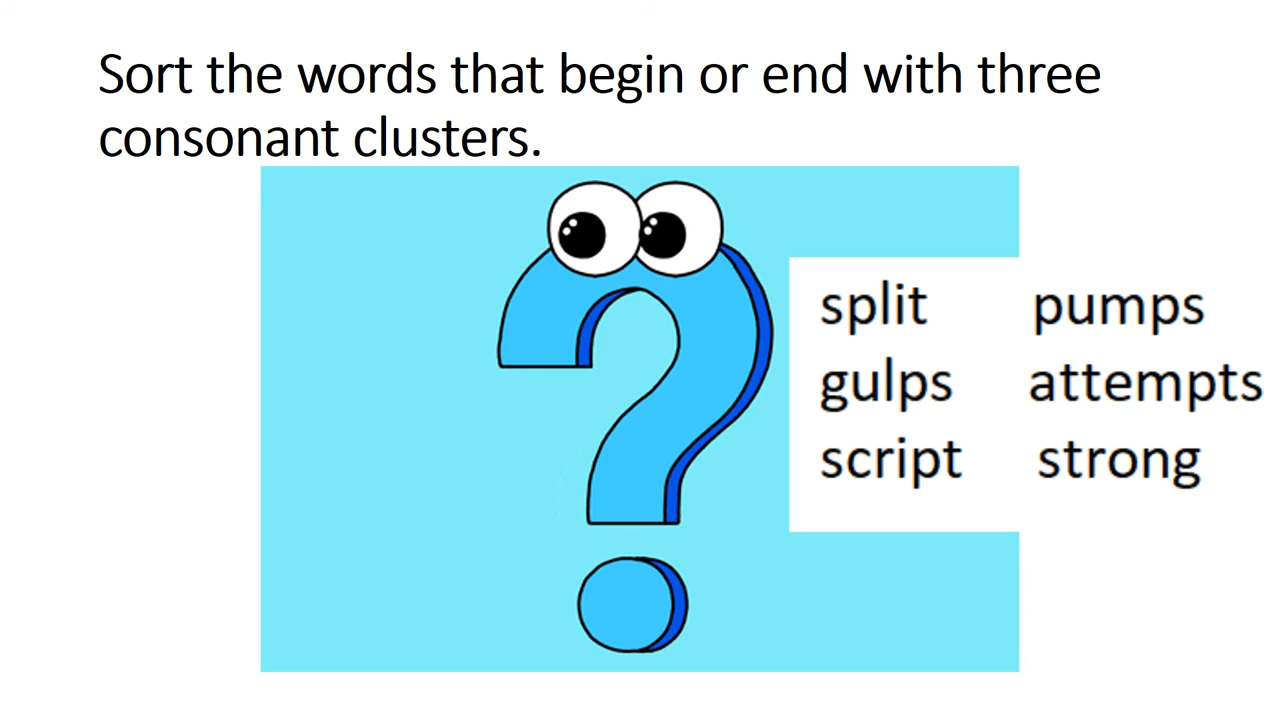 Sort the words that begin or end with three
consonant clusters.
split pumps
gulps attempts
script strong